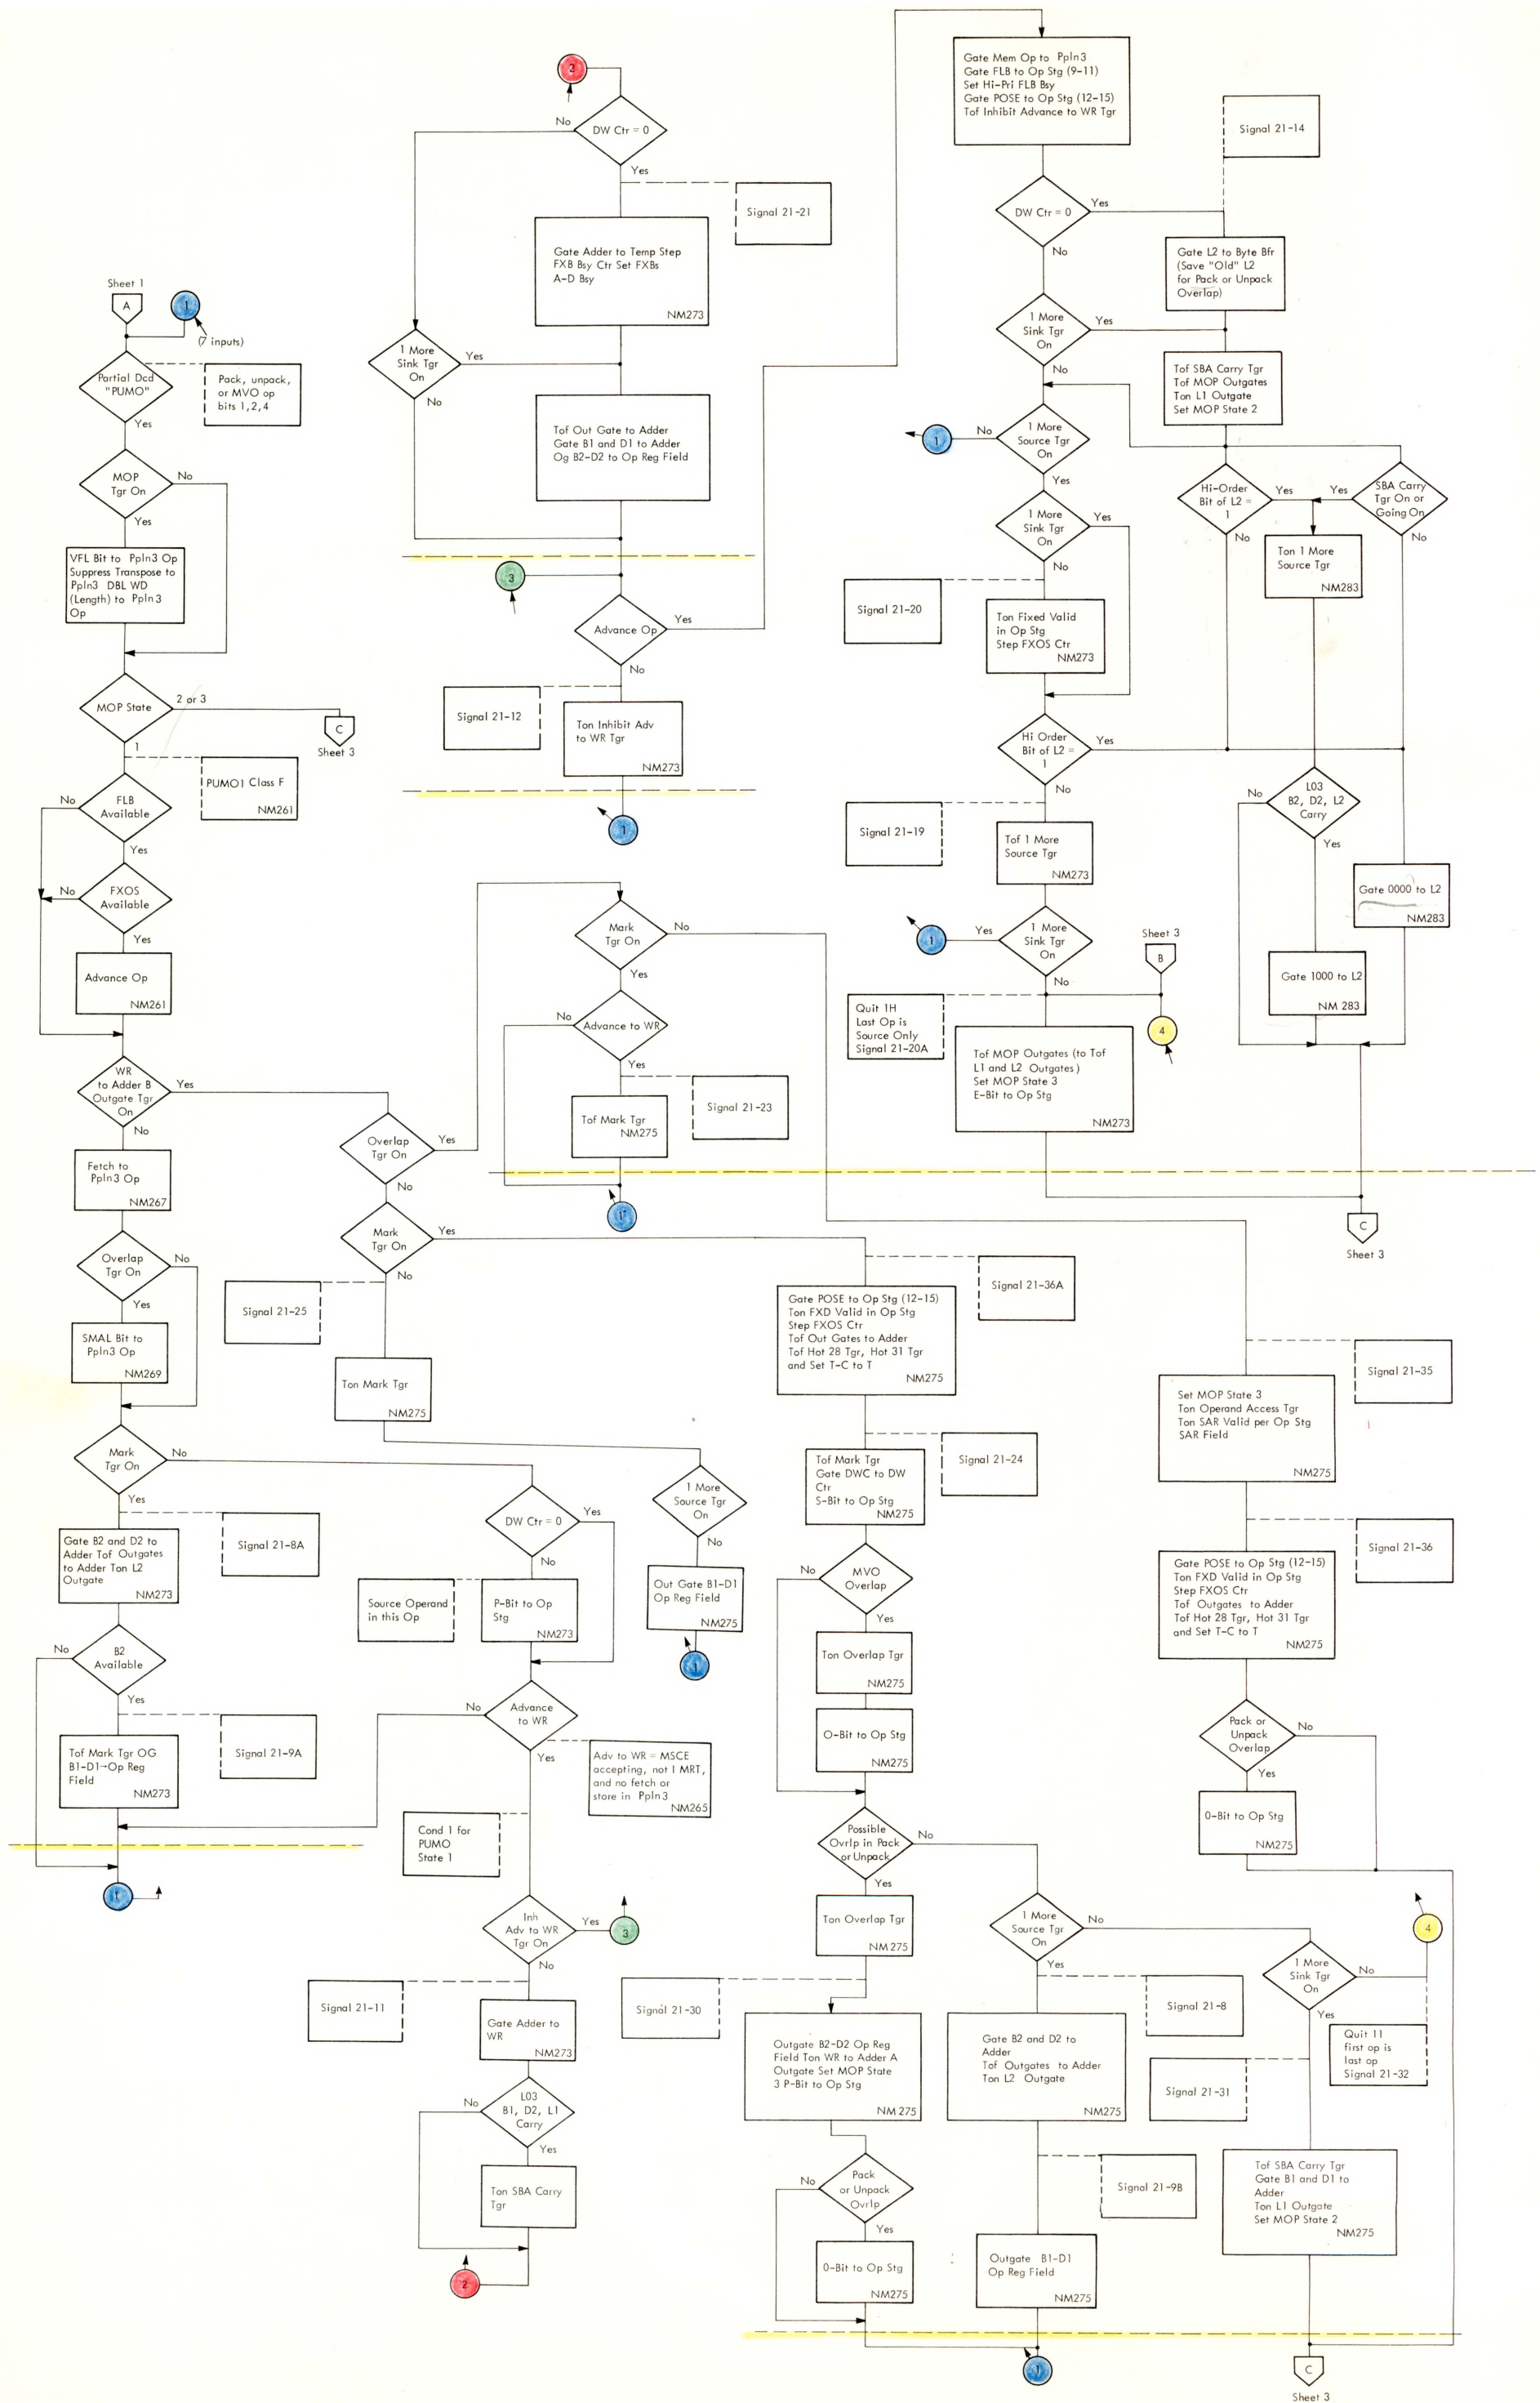 Sheet 1
A
1
(7 inputs)
Partial Dcd
"PUMO"
Pack, unpack,
or MVO op
bits 1,2,4
Yes
MOP
Tgr On
No
Yes
VFL Bit to Ppln3 Op
Suppress Transpose to
Ppln3 DBL WD
(Length) to Ppln3
Op
MOP State
2 or 3
C
Sheet 3
1
PUMO1 Class F
NM261
No
FLB
Available
Yes
No
FXOS
Available
Yes
Advance Op
NM261
WR
to Adder B
Outgate Tgr
On
Yes
No
Fetch to
Ppln3 Op
NM267
Overlap
Tgr On
No
Yes
SMAL Bit to
Ppln3 Op
NM269
Mark
Tgr On
No
Yes
Signal 21-8A
Gate B2 and D2 to
Adder Tof Outgates
to Adder Ton L2
Outgate
NM273
No
B2
Available
Yes
Signal 21-9A
Tof Mark Tgr OG
B1-D1→Op Reg
Field
NM273
1
2
No
DW Ctr = 0
Yes
Signal 21-21
Gate Adder to Temp Step
FXB Bsy Ctr Set FXBs
A-D Bsy
NM273
1 More
Sink Tgr
On
Yes
No
Tof Out Gate to Adder
Gate B1 and D1 to Adder
Og B2-D2 to Op Reg Field
3
Advance Op
Yes
No
Signal 21-12
Ton Inhibit Adv
to WR Tgr
NM273
1
Mark
Tgr On
No
Yes
No
Advance to WR
Yes
Signal 21-23
Tof Mark Tgr
NM275
1
Overlap
Tgr On
Yes
No
Mark
Tgr On
Yes
No
Signal 21-25
Ton Mark Tgr
NM275
1 More
Source Tgr
On
No
Out Gate B1-D1
Op Reg Field
NM275
1
DW Ctr = 0
Yes
No
Source Operand
in this Op
P-Bit to Op
Stg
NM273
No
Advance
to WR
Yes
Adv to WR = MSCE
accepting, not I MRT,
and no fetch or
store in Ppln3
NM265
Cond 1 for
PUMO
State 1
Inh
Adv to WR
Tgr On
Yes
3
No
Signal 21-11
Gate Adder to
WR
NM273
No
L03
B1, D2, L1
Carry
Yes
Ton SBA Carry
Tgr
2
Gate Mem Op to Ppln3
Gate FLB to Op Stg (9-11)
Set Hi-Pri FLB Bsy
Gate POSE to Op Stg (12-15)
Tof Inhibit Advance to WR Tgr
Signal 21-14
DW Ctr = 0
Yes
No
Gate L2 to Byte Bfr
(Save "Old" L2
for Pack or Unpack
Overlap)
1 More
Sink Tgr
On
Yes
No
Tof SBA Carry Tgr
Tof MOP Outgates
Ton L1 Outgate
Set MOP State 2
1
No
1 More
Source Tgr
On
Yes
Hi-Order
Bit of L2 =
1
Yes
Yes
SBA Carry
Tgr On or
Going On
No
No
1 More
Sink Tgr
On
Yes
No
Ton 1 More
Source Tgr
NM283
Signal 21-20
Ton Fixed Valid
in Op Stg
Step FXOS Ctr
NM273
Hi Order
Bit of L2 =
1
Yes
No
Signal 21-19
Tof 1 More
Source Tgr
NM273
No
L03
B2, D2, L2
Carry
Yes
Gate 0000 to L2
NM283
1
Yes
1 More
Sink Tgr
On
No
Sheet 3
B
Gate 1000 to L2
NM 283
Quit 1H
Last Op is
Source Only
Signal 21-20A
4
Tof MOP Outgates (to Tof
L1 and L2 Outgates)
Set MOP State 3
E-Bit to Op Stg
NM273
C
Sheet 3
Signal 21-36A
Gate POSE to Op Stg (12-15)
Ton FXD Valid in Op Stg
Step FXOS Ctr
Tof Out Gates to Adder
Tof Hot 28 Tgr, Hot 31 Tgr
and Set T-C to T
NM275
Signal 21-24
Tof Mark Tgr
Gate DWC to DW
Ctr
S-Bit to Op Stg
NM275
No
MVO
Overlap
Yes
Ton Overlap Tgr
NM275
O-Bit to Op Stg
NM275
Possible
Ovrlp in Pack
or Unpack
No
Yes
Ton Overlap Tgr
NM275
Signal 21-30
Outgate B2-D2 Op Reg
Field Ton WR to Adder A
Outgate Set MOP State
3 P-Bit to Op Stg
NM 275
No
Pack
or Unpack
Ovrlp
Yes
0-Bit to Op Stg
NM275
Signal 21-35
Set MOP State 3
Ton Operand Access Tgr
Ton SAR Valid per Op Stg
SAR Field
NM275
Signal 21-36
Gate POSE to Op Stg (12-15)
Ton FXD Valid in Op Stg
Step FXOS Ctr
Tof Outgates to Adder
Tof Hot 28 Tgr, Hot 31 Tgr
and Set T-C to T
NM275
Pack or
Unpack
Overlap
No
Yes
0-Bit to Op Stg
NM275
1 More
Source Tgr
On
No
Yes
Signal 21-8
Gate B2 and D2 to
Adder
Tof Outgates to Adder
Ton L2 Outgate
NM275
Signal 21-9B
Outgate B1-D1
Op Reg Field
NM275
1
4
1 More
Sink Tgr
On
No
Yes
Quit 11
first op is
last op
Signal 21-32
Signal 21-31
Tof SBA Carry Tgr
Gate B1 and D1 to
Adder
Ton L1 Outgate
Set MOP State 2
NM275
C
Sheet 3